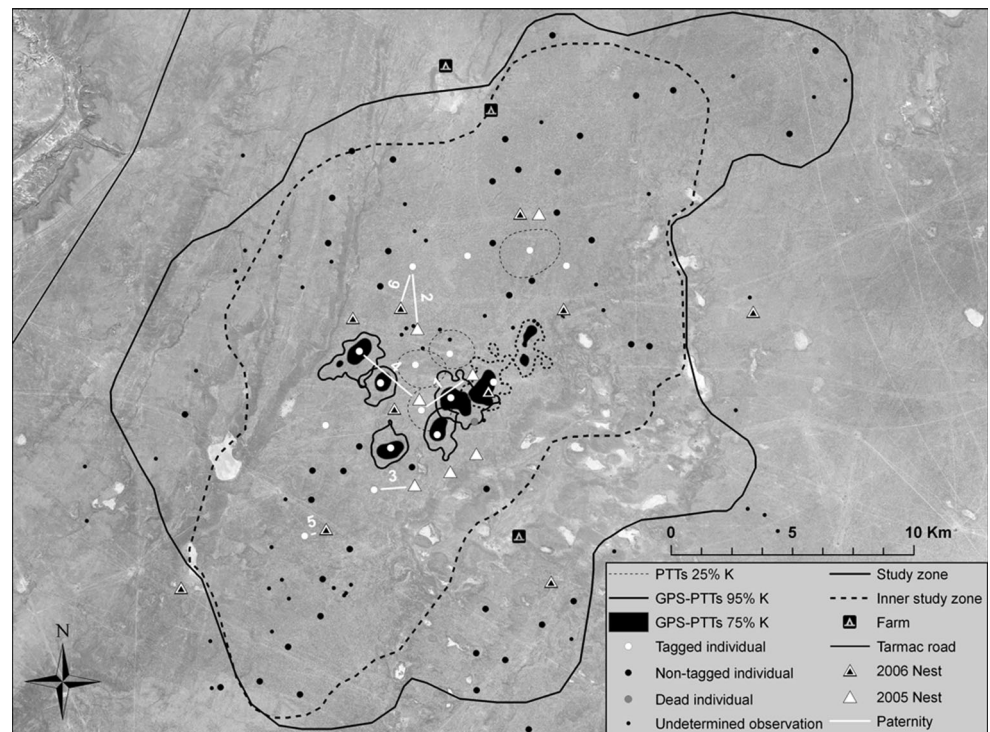 6
2
4
1
3
5
0 5 10 Km
N
PTTs 25% K
GPS-PTTs 95% K
GPS-PTTs 75% K
Tagged individual
Non-tagged individual
Dead individual
Undetermined observation
Study zone
Inner study zone
Farm
Tarmac road
2006 Nest
2005 Nest
Paternity